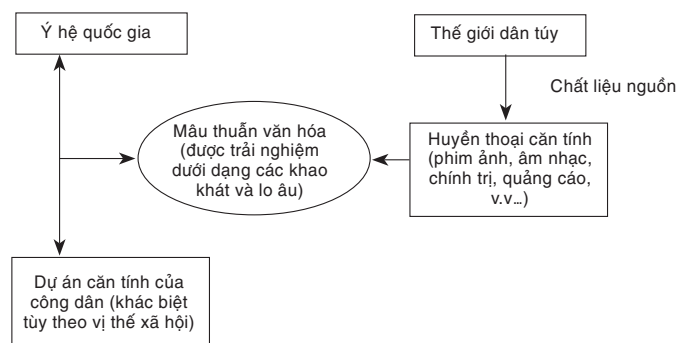 Ý hệ quốc gia
Thế giới dân túy
Chất liệu nguồn
Mâu thuẫn văn hóa
(được trải nghiệm
dưới dạng các khao
khát và lo âu)
Huyền thoại căn tính
(phim ảnh, âm nhạc,
chính trị, quảng cáo,
v.v...)
Dự án căn tính của
công dân (khác biệt
tùy theo vị thế xã hội)